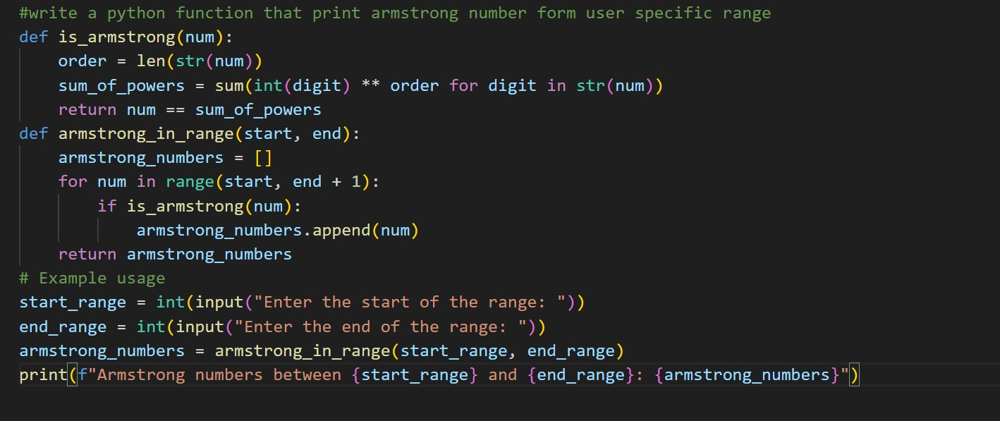 #write a python function that print armstrong number form user specific range
def is_armstrong(num):
    order = len(str(num))
    sum_of_powers = sum(int(digit) ** order for digit in str(num))
    return num == sum_of_powers
def armstrong_in_range(start, end):
    armstrong_numbers = []
    for num in range(start, end + 1):
        if is_armstrong(num):
            armstrong_numbers.append(num)
    return armstrong_numbers
# Example usage
start_range = int(input("Enter the start of the range: "))
end_range = int(input("Enter the end of the range: "))
armstrong_numbers = armstrong_in_range(start_range, end_range)
print(f"Armstrong numbers between {start_range} and {end_range}: {armstrong_numbers}")